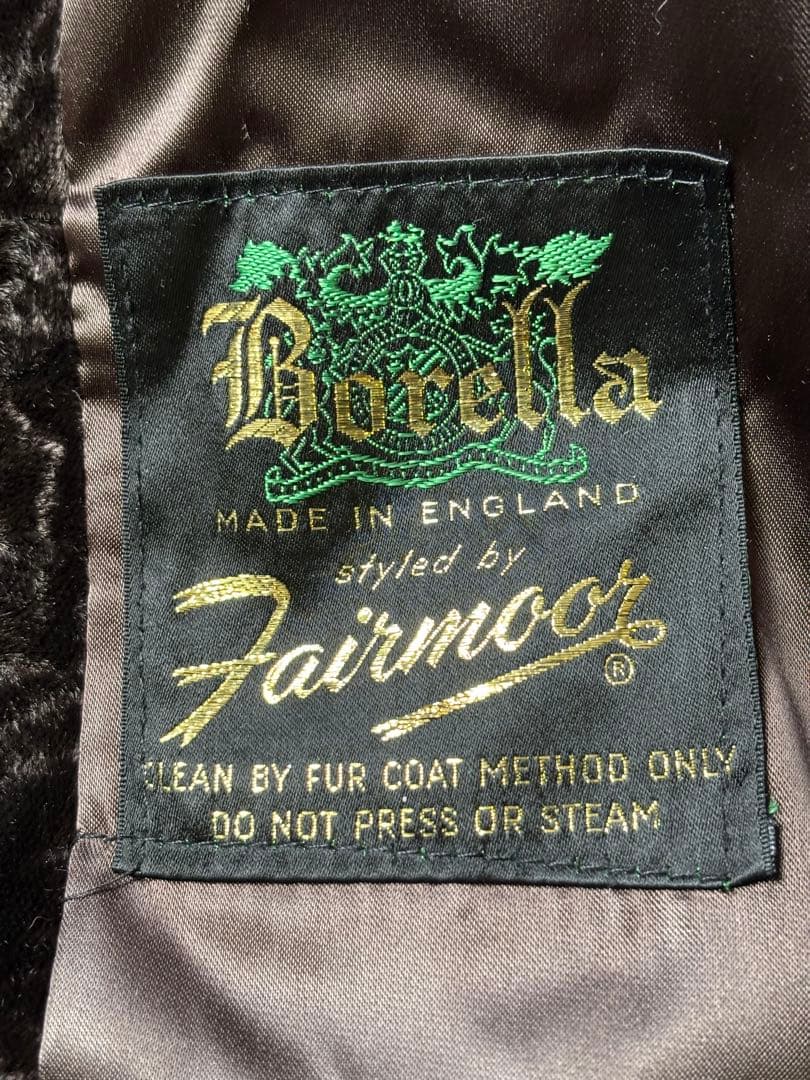 Borella
MADE IN ENGLAND
styled by
Fairmoor
®
CLEAN BY FUR COAT METHOD ONLY
DO NOT PRESS OR STEAM